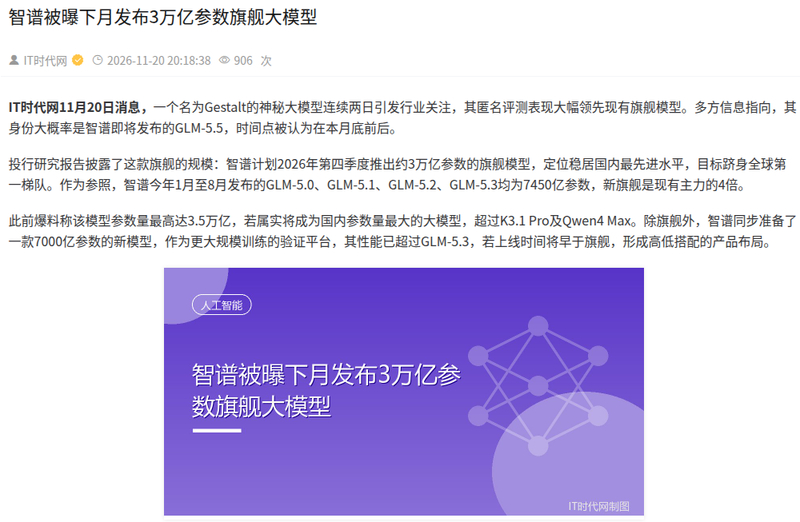 智谱被曝下月发布3万亿参数旗舰大模型
IT时代网 2026-11-20 20:18:38 906 次
IT时代网11月20日消息，一个名为Gestalt的神秘大模型连续两日引发行业关注，其匿名评测表现大幅领先现有旗舰模型。多方信息指向，其
身份大概率是智谱即将发布的GLM-5.5，时间点被认为在本月底前后。
投行研究报告披露了这款旗舰的规模：智谱计划2026年第四季度推出约3万亿参数的旗舰模型，定位稳居国内最先进水平，目标跻身全球第
一梯队。作为参照，智谱今年1月至8月发布的GLM-5.0、GLM-5.1、GLM-5.2、GLM-5.3均为7450亿参数，新旗舰是现有主力的4倍。
此前爆料称该模型参数量最高达3.5万亿，若属实将成为国内参数量最大的大模型，超过K3.1 Pro及Qwen4 Max。除旗舰外，智谱同步准备了
一款7000亿参数的新模型，作为更大规模训练的验证平台，其性能已超过GLM-5.3，若上线时间将早于旗舰，形成高低搭配的产品布局。
人工智能
智谱被曝下月发布3万亿参
数旗舰大模型
IT时代网制图